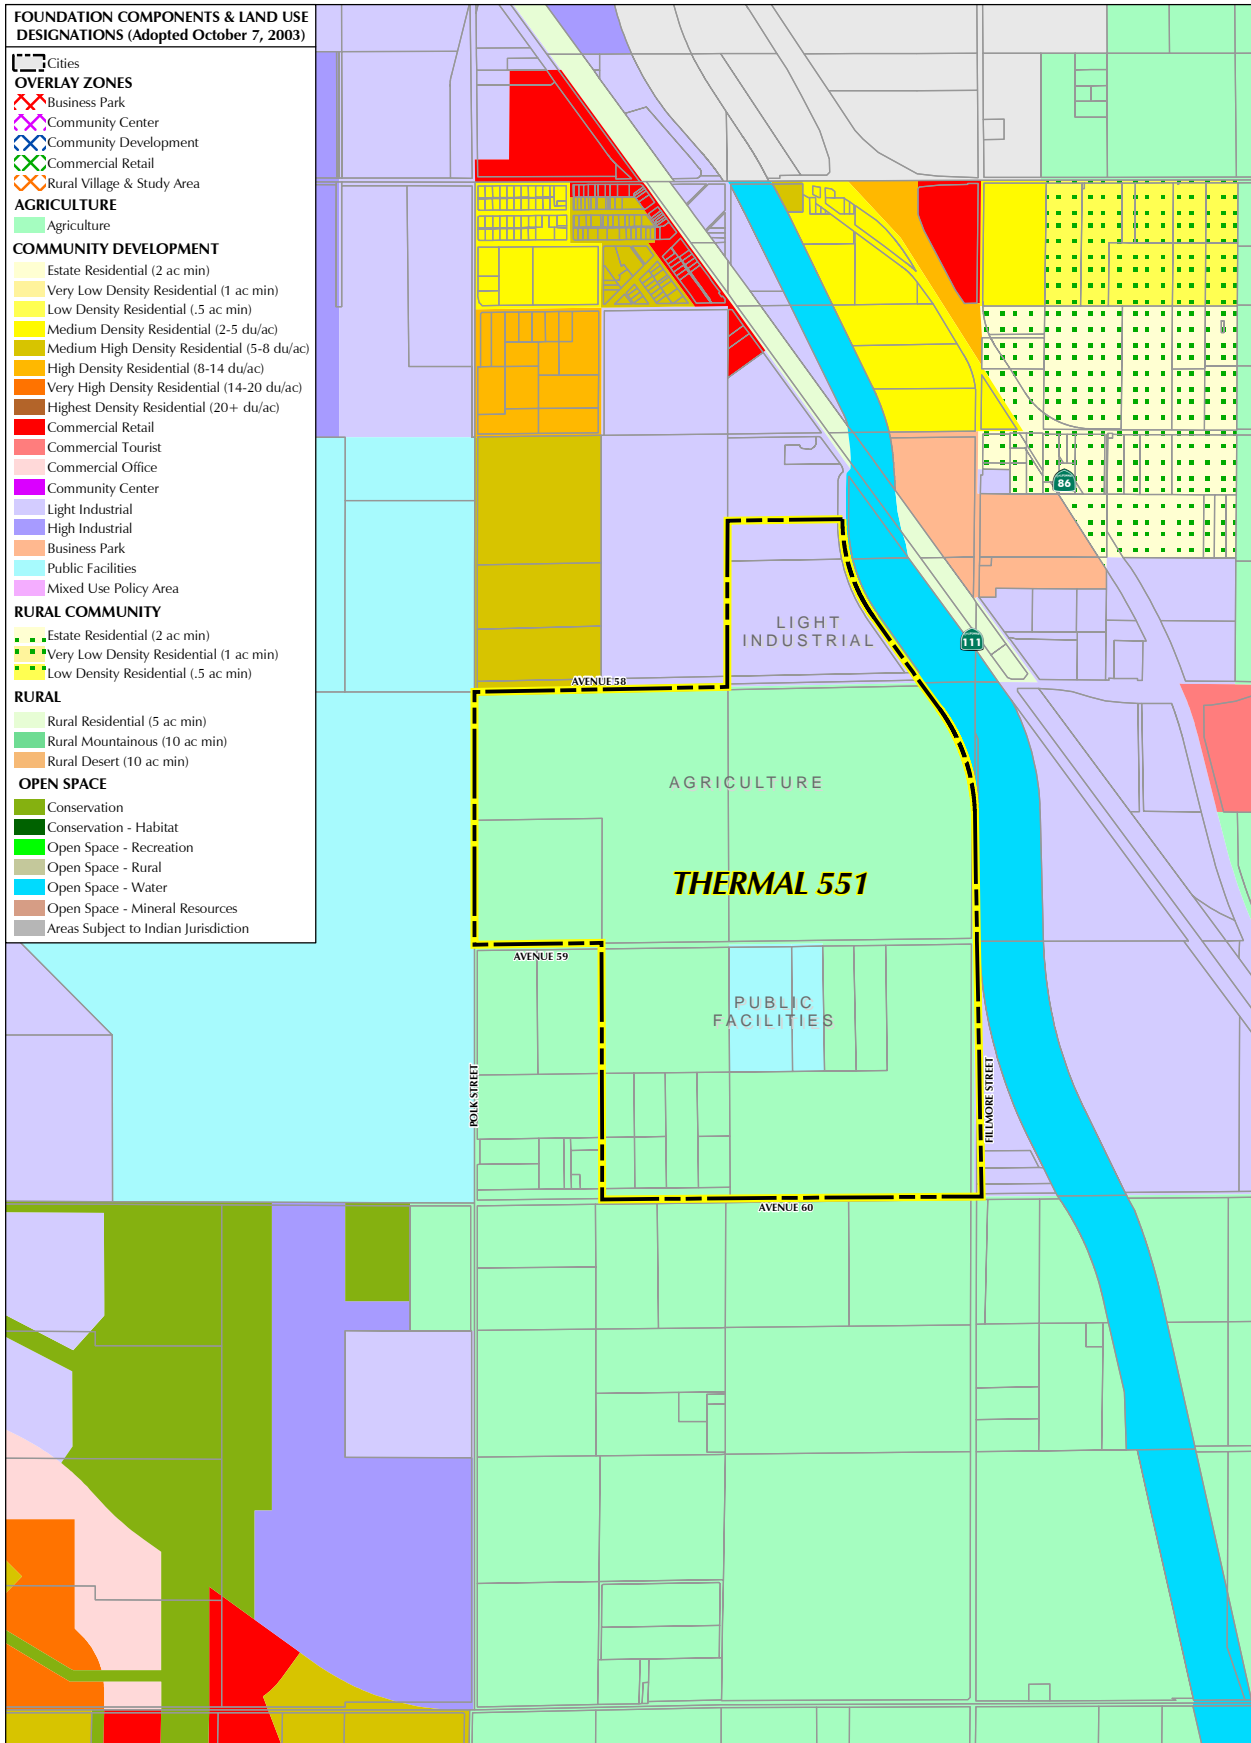 FOUNDATION COMPONENTS & LAND USE
DESIGNATIONS (Adopted October 7, 2003)
Cities
OVERLAY ZONES
Business Park
Community Center
Community Development
Commercial Retail
Rural Village & Study Area
AGRICULTURE
Agriculture
COMMUNITY DEVELOPMENT
Estate Residential (2 ac min)
Very Low Density Residential (1 ac min)
Low Density Residential (.5 ac min)
Medium Density Residential (2-5 du/ac)
Medium High Density Residential (5-8 du/ac)
High Density Residential (8-14 du/ac)
Very High Density Residential (14-20 du/ac)
Highest Density Residential (20+ du/ac)
Commercial Retail
Commercial Tourist
Commercial Office
Community Center
Light Industrial
High Industrial
Business Park
Public Facilities
Mixed Use Policy Area
RURAL COMMUNITY
Estate Residential (2 ac min)
Very Low Density Residential (1 ac min)
Low Density Residential (.5 ac min)
RURAL
Rural Residential (5 ac min)
Rural Mountainous (10 ac min)
Rural Desert (10 ac min)
OPEN SPACE
Conservation
Conservation - Habitat
Open Space - Recreation
Open Space - Rural
Open Space - Water
Open Space - Mineral Resources
Areas Subject to Indian Jurisdiction
86
LIGHT
INDUSTRIAL
111
AVENUE 58
AGRICULTURE
THERMAL 551
AVENUE 59
PUBLIC
FACILITIES
POLK STREET
FILLMORE STREET
AVENUE 60